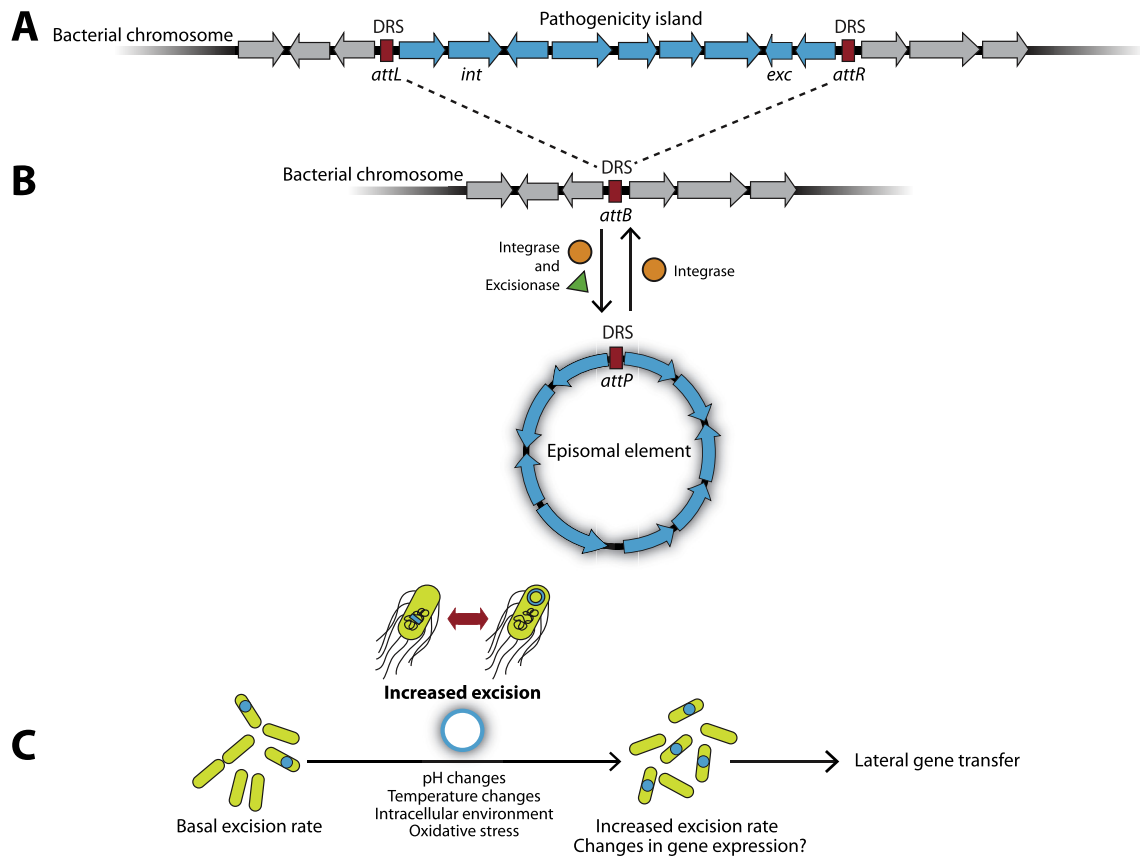 A
Bacterial chromosome
DRS
Pathogenicity island
DRS
attL
int
exc
attR
B
Bacterial chromosome
DRS
attB
Integrase
and
Excisionase
Integrase
DRS
attP
Episomal element
Increased excision
C
pH changes
Temperature changes
Intracellular environment
Oxidative stress
Basal excision rate
Increased excision rate
Changes in gene expression?
Lateral gene transfer